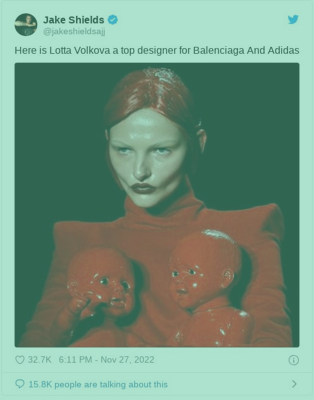 Jake Shields
@jakeshieldsajj
Here is Lotta Volkova a top designer for Balenciaga And Adidas
32.7K 6:11 PM - Nov 27, 2022
15.8K people are talking about this